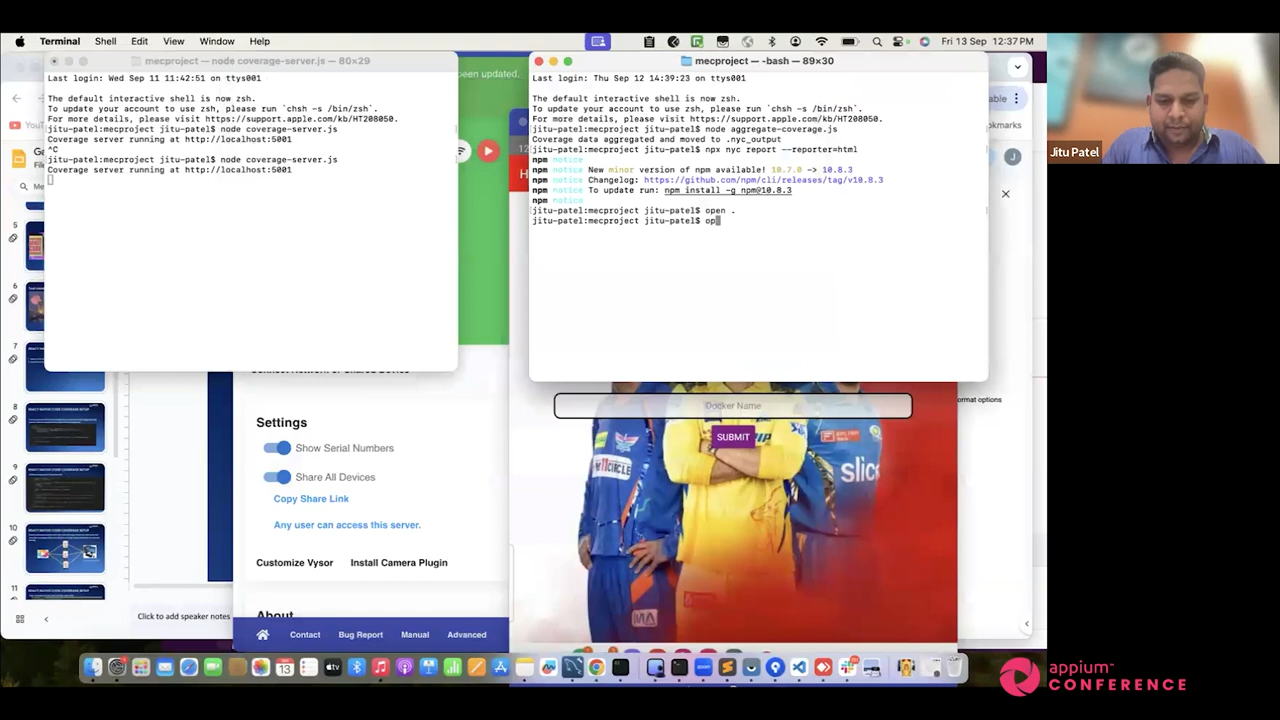 Terminal Shell Edit View Window Help
Fri 13 Sep 12:37 PM
mecproject — node coverage-server.js — 80×29
Last login: Wed Sep 11 11:42:51 on ttys001
The default interactive shell is now zsh.
To update your account to use zsh, please run `chsh -s /bin/zsh`.
For more details, please visit https://support.apple.com/kb/HT208050.
jitu-patel:mecproject jitu-patel$ node coverage-server.js
Coverage server running at http://localhost:5001
^C
jitu-patel:mecproject jitu-patel$ node coverage-server.js
Coverage server running at http://localhost:5001
been updated.
mecproject — -bash — 89×30
Last login: Thu Sep 12 14:39:23 on ttys001
The default interactive shell is now zsh.
To update your account to use zsh, please run `chsh -s /bin/zsh`.
For more details, please visit https://support.apple.com/kb/HT208050.
jitu-patel:mecproject jitu-patel$ node aggregate-coverage.js
Coverage data aggregated and moved to .nyc_output
jitu-patel:mecproject jitu-patel$ npx nyc report --reporter=html
npm notice
npm notice New minor version of npm available! 10.7.0 -> 10.8.3
npm notice Changelog: https://github.com/npm/cli/releases/tag/v10.8.3
npm notice To update run: npm install -g npm@10.8.3
npm notice
jitu-patel:mecproject jitu-patel$ open .
jitu-patel:mecproject jitu-patel$ op
Jitu Patel
J
5
6
7
8
9
10
11
Settings
Show Serial Numbers
Share All Devices
Copy Share Link
Any user can access this server.
Customize Vysor Install Camera Plugin
About
Contact Bug Report Manual Advanced
Click to add speaker notes
Docker Name
SUBMIT
11CIRCLE
slice
format options
appium
CONFERENCE